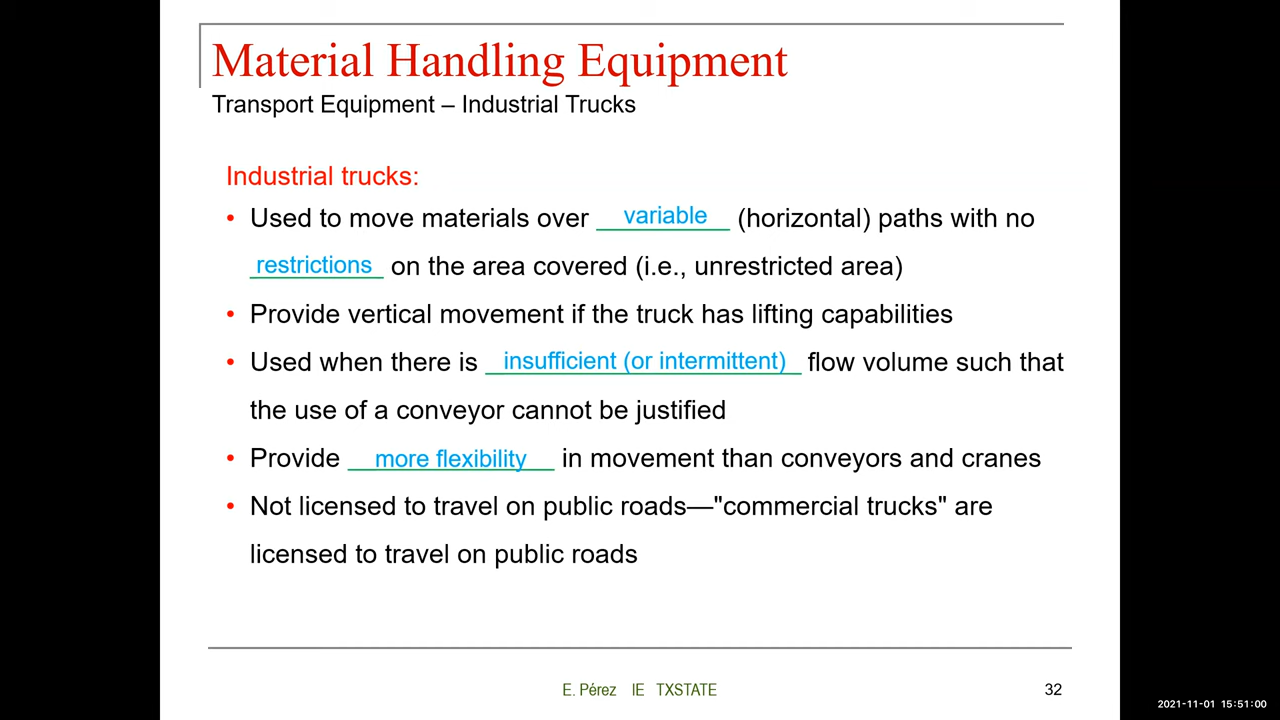 Material Handling Equipment
Transport Equipment – Industrial Trucks
Industrial trucks:
• Used to move materials over variable (horizontal) paths with no
restrictions on the area covered (i.e., unrestricted area)
• Provide vertical movement if the truck has lifting capabilities
• Used when there is insufficient (or intermittent) flow volume such that
the use of a conveyor cannot be justified
• Provide more flexibility in movement than conveyors and cranes
• Not licensed to travel on public roads—"commercial trucks" are
licensed to travel on public roads
E. Pérez IE TXSTATE
32
2021-11-01 15:51:00